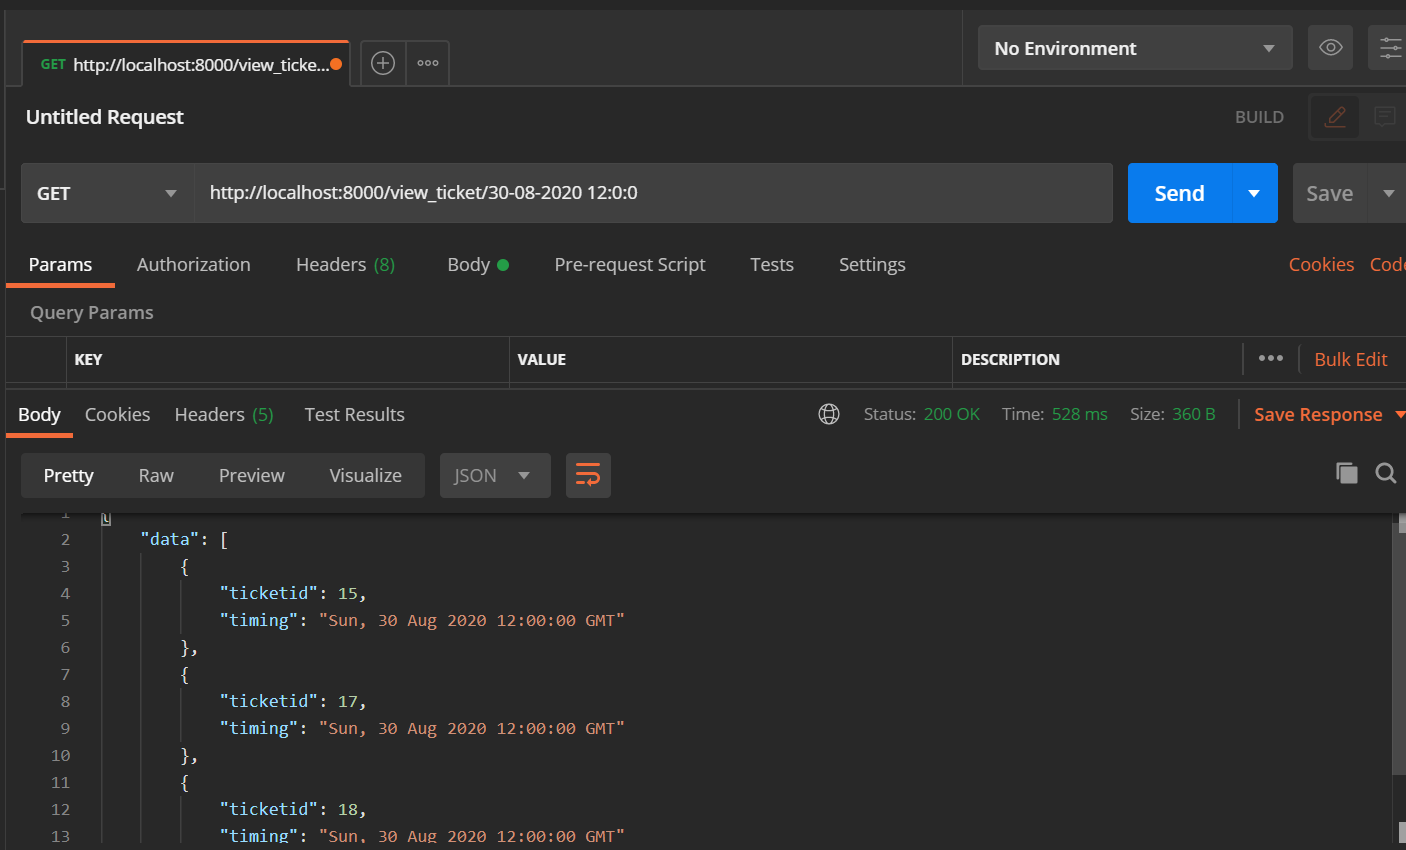 GET http://localhost:8000/view_ticke...
No Environment
Untitled Request
BUILD
GET http://localhost:8000/view_ticket/30-08-2020 12:0:0 Send Save
Params Authorization Headers (8) Body Pre-request Script Tests Settings Cookies Code
Query Params
KEY VALUE DESCRIPTION Bulk Edit
Body Cookies Headers (5) Test Results Status: 200 OK Time: 528 ms Size: 360 B Save Response
Pretty Raw Preview Visualize JSON
1 {
2 "data": [
3 {
4 "ticketid": 15,
5 "timing": "Sun, 30 Aug 2020 12:00:00 GMT"
6 },
7 {
8 "ticketid": 17,
9 "timing": "Sun, 30 Aug 2020 12:00:00 GMT"
10 },
11 {
12 "ticketid": 18,
13 "timing": "Sun, 30 Aug 2020 12:00:00 GMT"